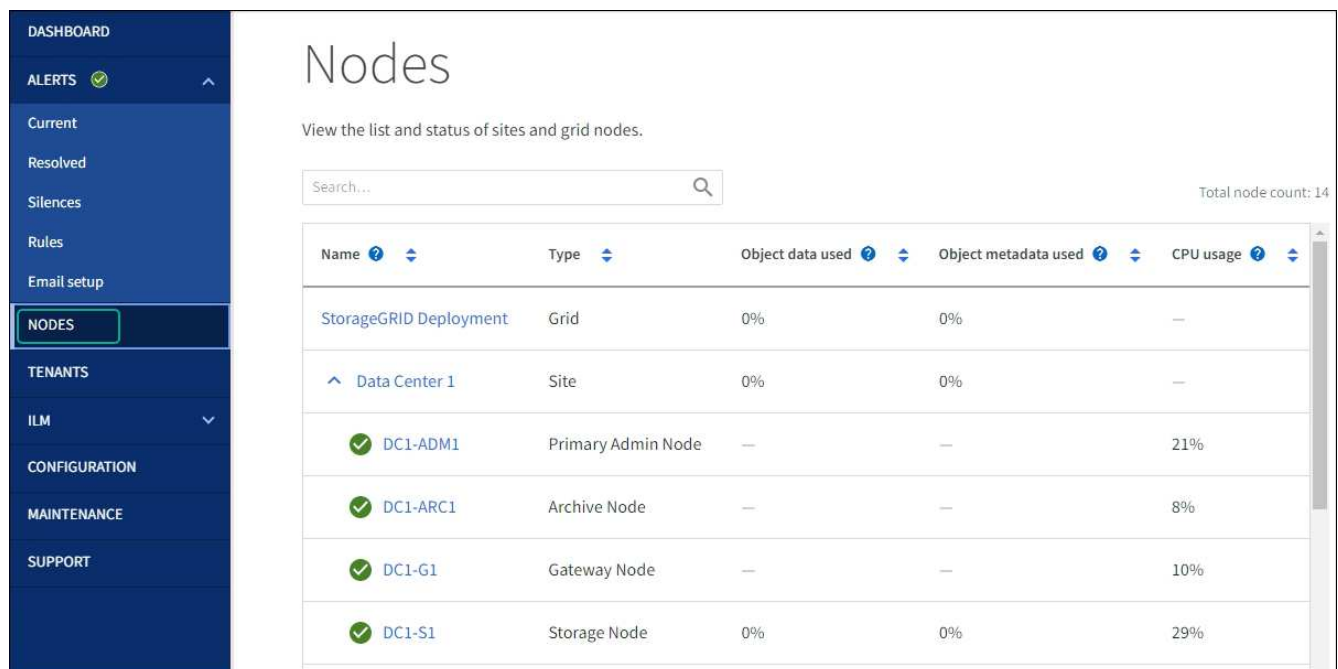 DASHBOARD
ALERTS
Current
Resolved
Silences
Rules
Email setup
NODES
TENANTS
ILM
CONFIGURATION
MAINTENANCE
SUPPORT
Nodes
View the list and status of sites and grid nodes.
Search...
Total node count: 14
Name ? Type Object data used ? Object metadata used ? CPU usage ?
StorageGRID Deployment Grid 0% 0% —
Data Center 1 Site 0% 0% —
DC1-ADM1 Primary Admin Node — — 21%
DC1-ARC1 Archive Node — — 8%
DC1-G1 Gateway Node — — 10%
DC1-S1 Storage Node 0% 0% 29%